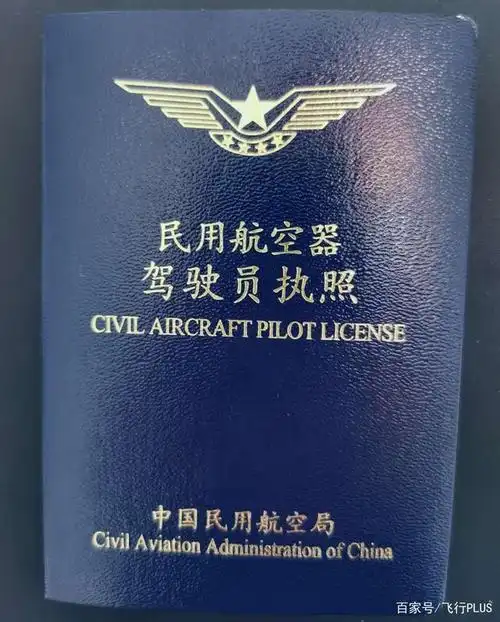 民用航空器
驾驶员执照
CIVIL AIRCRAFT PILOT LICENSE
中国民用航空局
Civil Aviation Administration of China
百家号/飞行PLUS